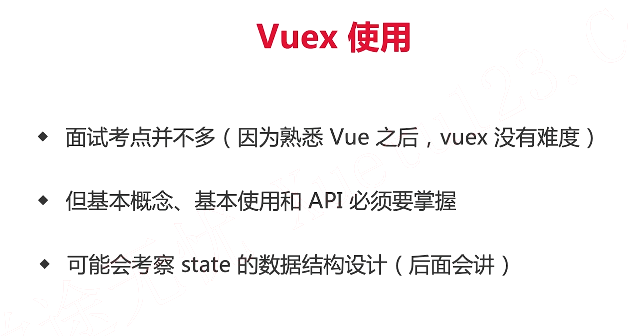 Vuex 使用
◆ 面试考点并不多（因为熟悉 Vue 之后，vuex 没有难度）
◆ 但基本概念、基本使用和 API 必须要掌握
◆ 可能会考察 state 的数据结构设计（后面会讲）